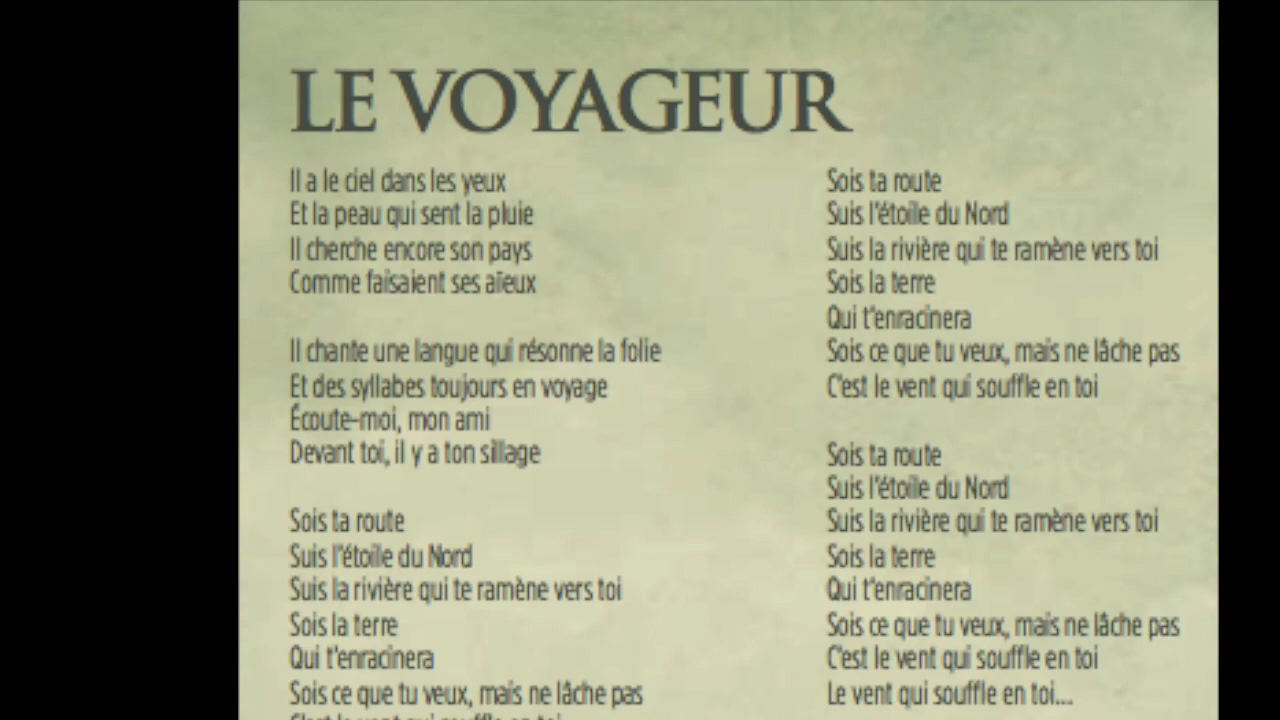 LE VOYAGEUR
Il a le ciel dans les yeux
Et la peau qui sent la pluie
Il cherche encore son pays
Comme faisaient ses aïeux
Il chante une langue qui résonne la folie
Et des syllabes toujours en voyage
Écoute-moi, mon ami
Devant toi, il y a ton sillage
Sois ta route
Suis l'étoile du Nord
Suis la rivière qui te ramène vers toi
Sois la terre
Qui t'enracinera
Sois ce que tu veux, mais ne lâche pas
C'est le vent qui souffle en toi
Sois ta route
Suis l'étoile du Nord
Suis la rivière qui te ramène vers toi
Sois la terre
Qui t'enracinera
Sois ce que tu veux, mais ne lâche pas
C'est le vent qui souffle en toi
Sois ta route
Suis l'étoile du Nord
Suis la rivière qui te ramène vers toi
Sois la terre
Qui t'enracinera
Sois ce que tu veux, mais ne lâche pas
C'est le vent qui souffle en toi
Le vent qui souffle en toi...